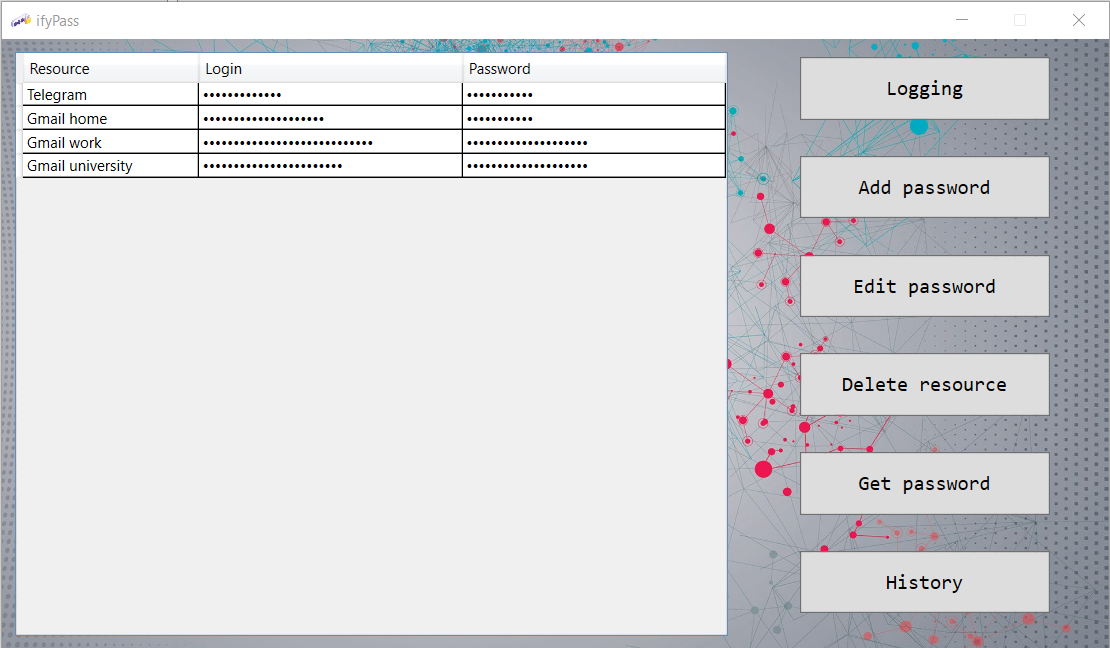 ifyPass
Resource Login Password
Telegram ••••••••••••• •••••••••••
Gmail home •••••••••••••••••••• •••••••••••
Gmail work •••••••••••••••••••••••••••• ••••••••••••••••••••
Gmail university ••••••••••••••••••••••• ••••••••••••••••••••
Logging
Add password
Edit password
Delete resource
Get password
History